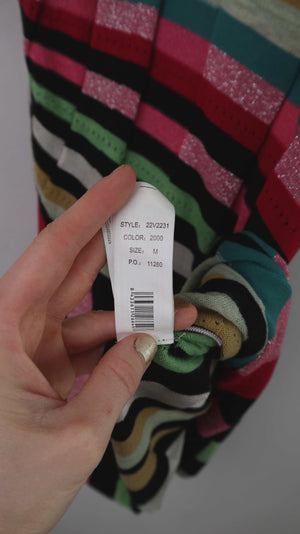 STYLE: 22V2231
COLOR: 2000
SIZE: M
P.O.: 11280